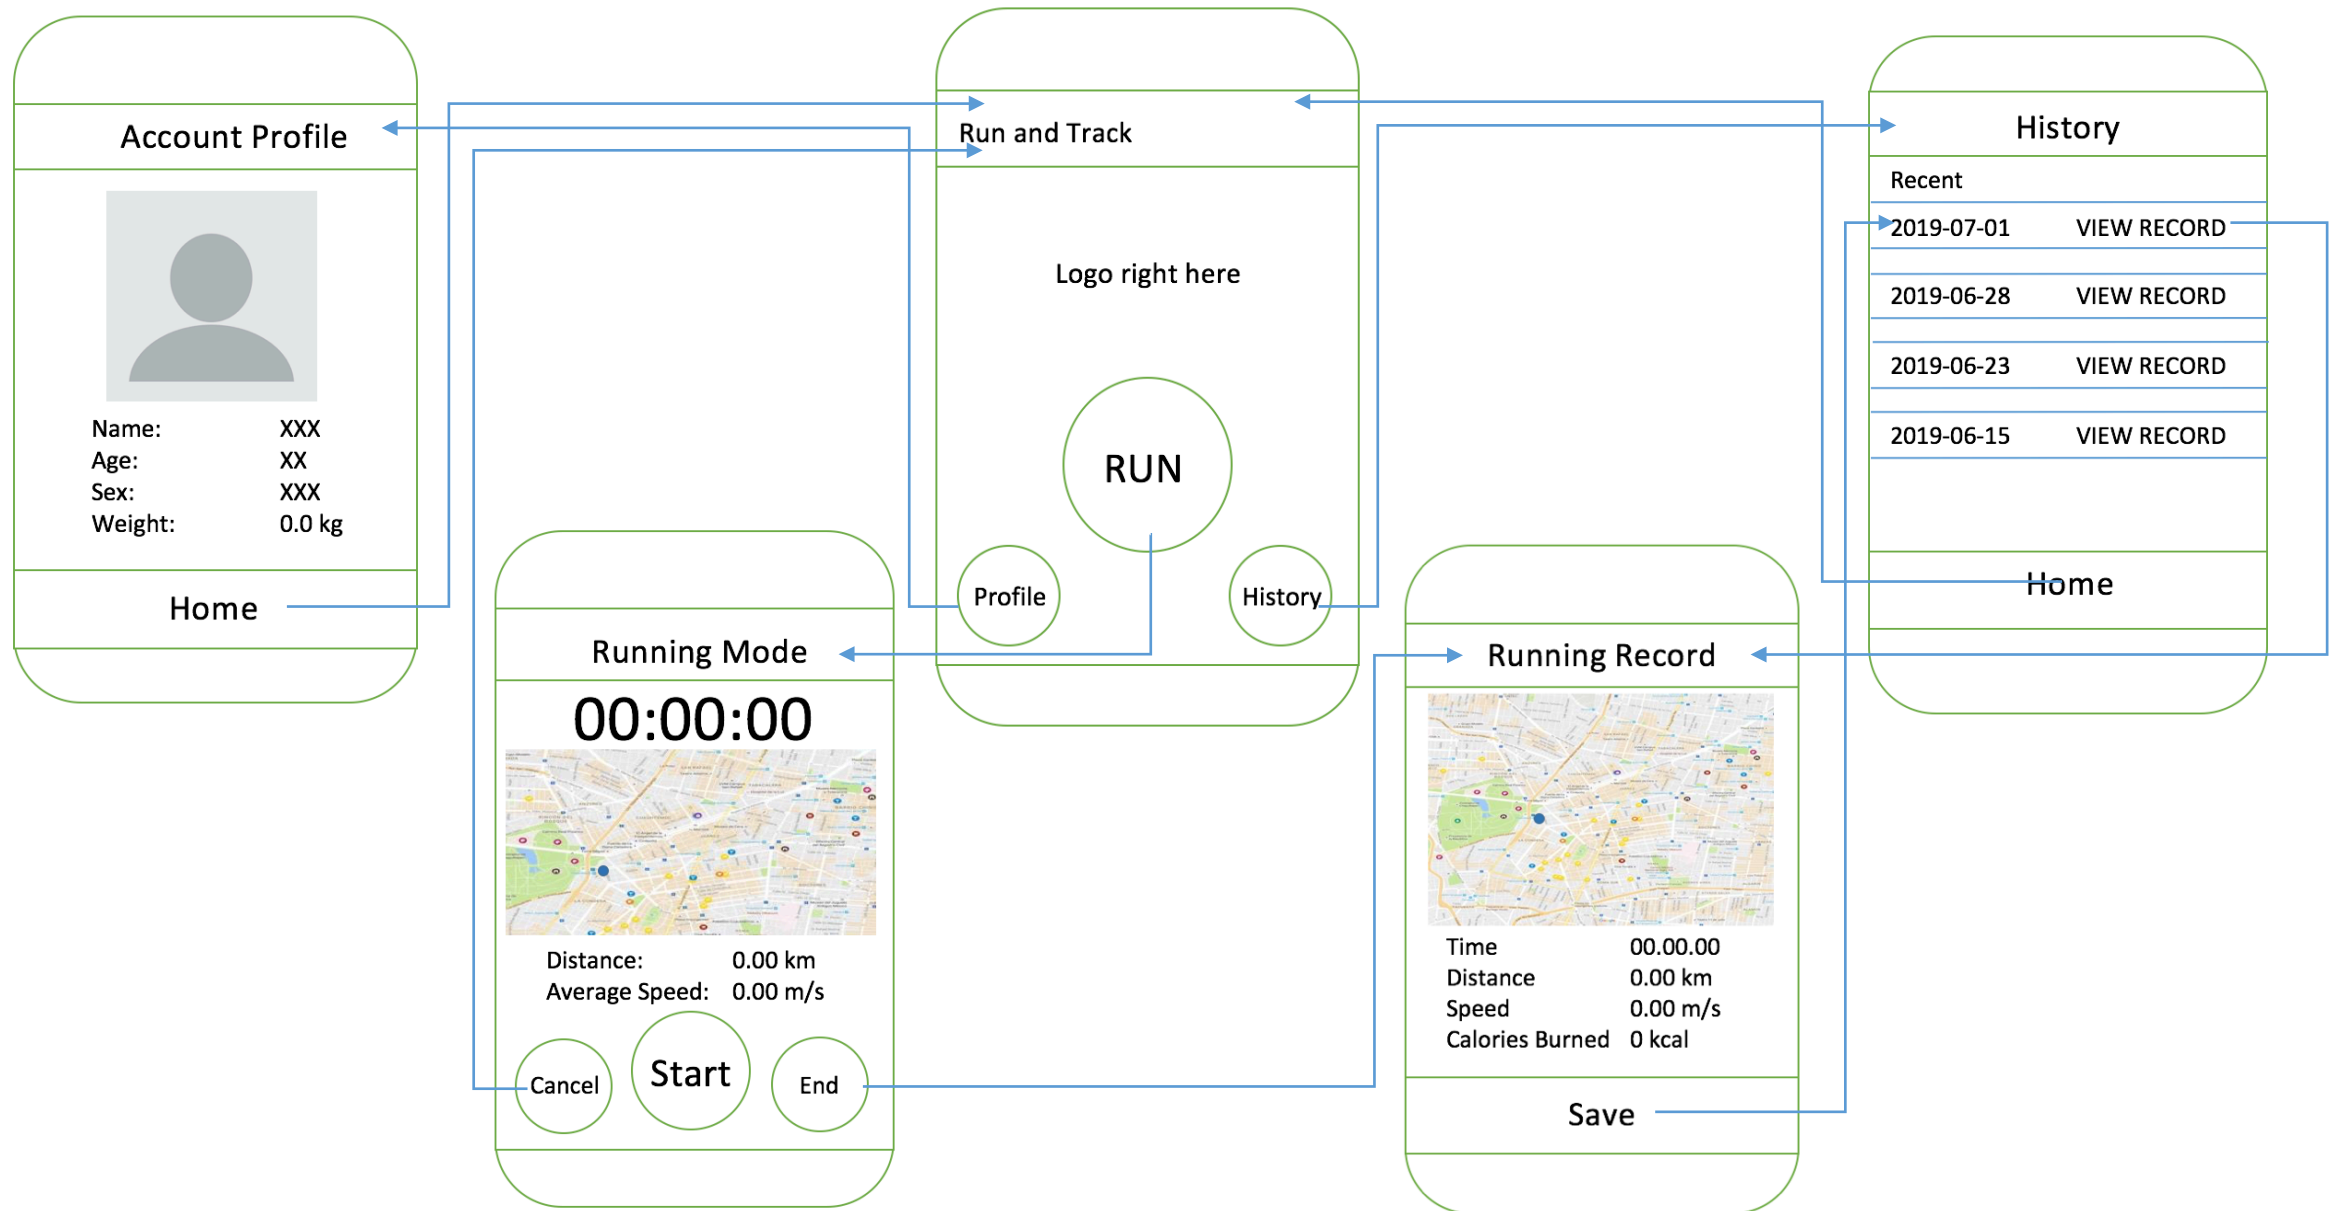 Account Profile
Name: XXX
Age: XX
Sex: XXX
Weight: 0.0 kg
Home
Running Mode
00:00:00
Distance: 0.00 km
Average Speed: 0.00 m/s
Cancel
Start
End
Run and Track
Logo right here
RUN
Profile
History
Running Record
Time 00.00.00
Distance 0.00 km
Speed 0.00 m/s
Calories Burned 0 kcal
Save
History
Recent
2019-07-01 VIEW RECORD
2019-06-28 VIEW RECORD
2019-06-23 VIEW RECORD
2019-06-15 VIEW RECORD
Home